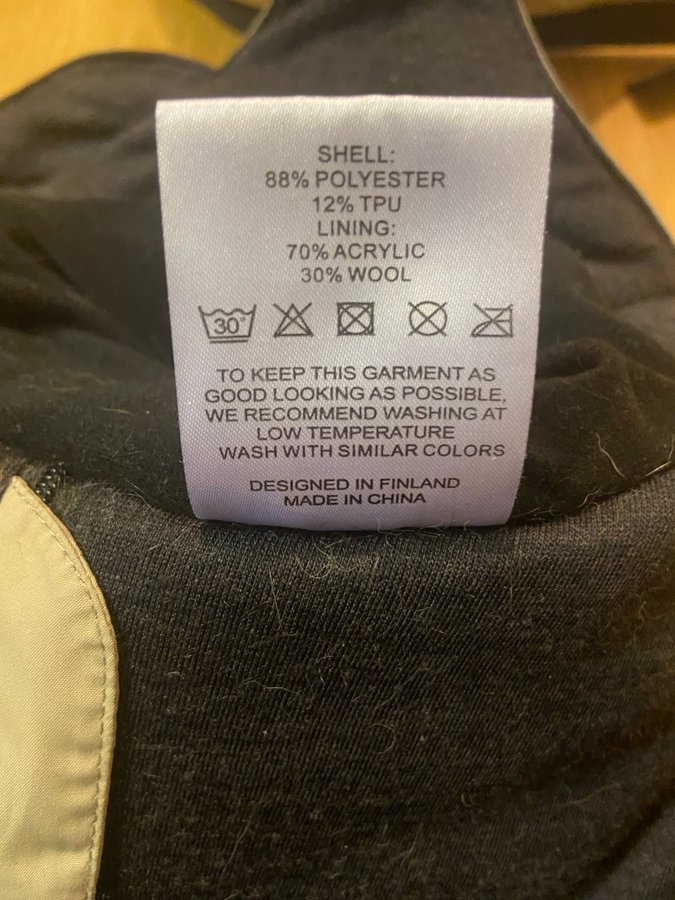 SHELL:
88% POLYESTER
12% TPU
LINING:
70% ACRYLIC
30% WOOL
30°
TO KEEP THIS GARMENT AS
GOOD LOOKING AS POSSIBLE,
WE RECOMMEND WASHING AT
LOW TEMPERATURE
WASH WITH SIMILAR COLORS
DESIGNED IN FINLAND
MADE IN CHINA